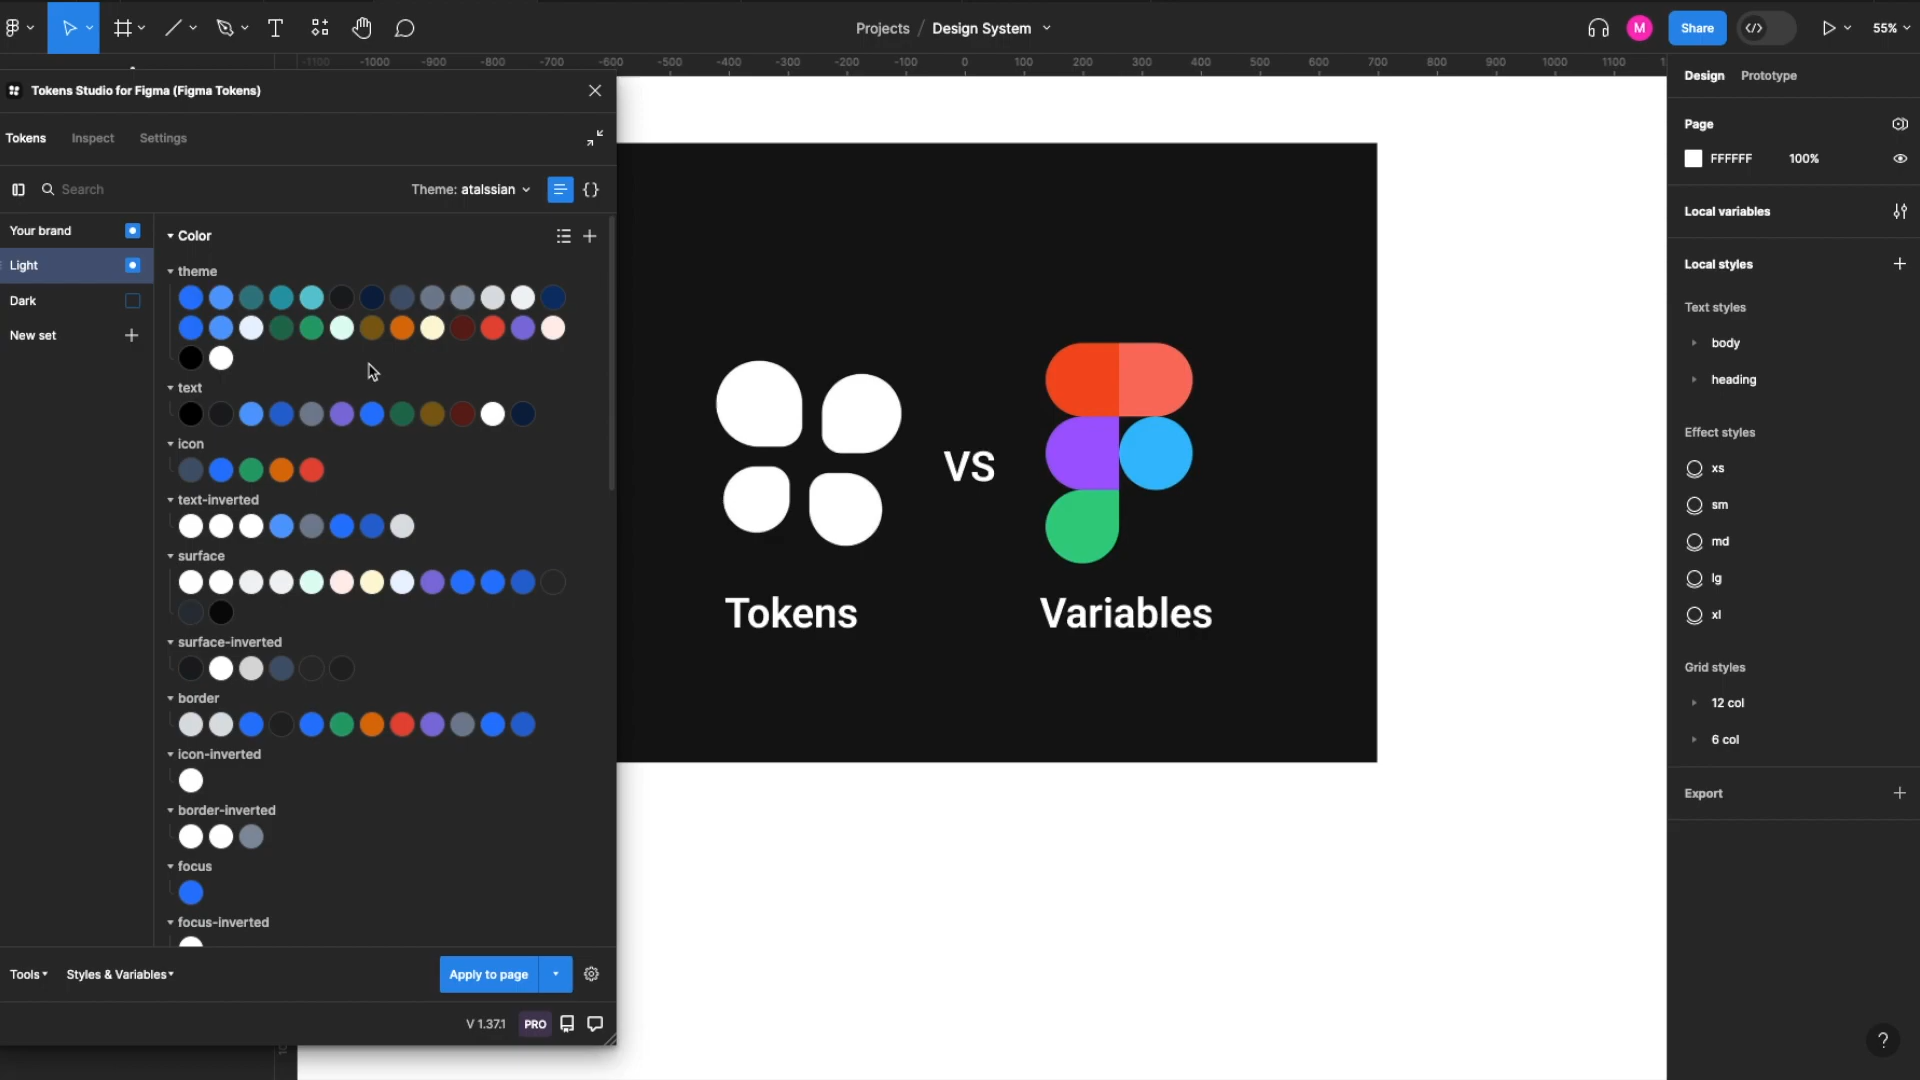 Projects / Design System
M
Share
55%
-1100 -1000 -900 -800 -700 -600 -500 -400 -300 -200 -100 0 100 200 300 400 500 600 700 800 900 1000 1100
Tokens Studio for Figma (Figma Tokens)
Tokens Inspect Settings
Search
Theme: atalssian
Your brand
Light
Dark
New set
Color
theme
text
icon
text-inverted
surface
surface-inverted
border
icon-inverted
border-inverted
focus
focus-inverted
Tools
Styles & Variables
Apply to page
V 1.37.1
PRO
VS
Tokens
Variables
Design Prototype
Page
FFFFFF 100%
Local variables
Local styles
Text styles
body
heading
Effect styles
xs
sm
md
lg
xl
Grid styles
12 col
6 col
Export
?